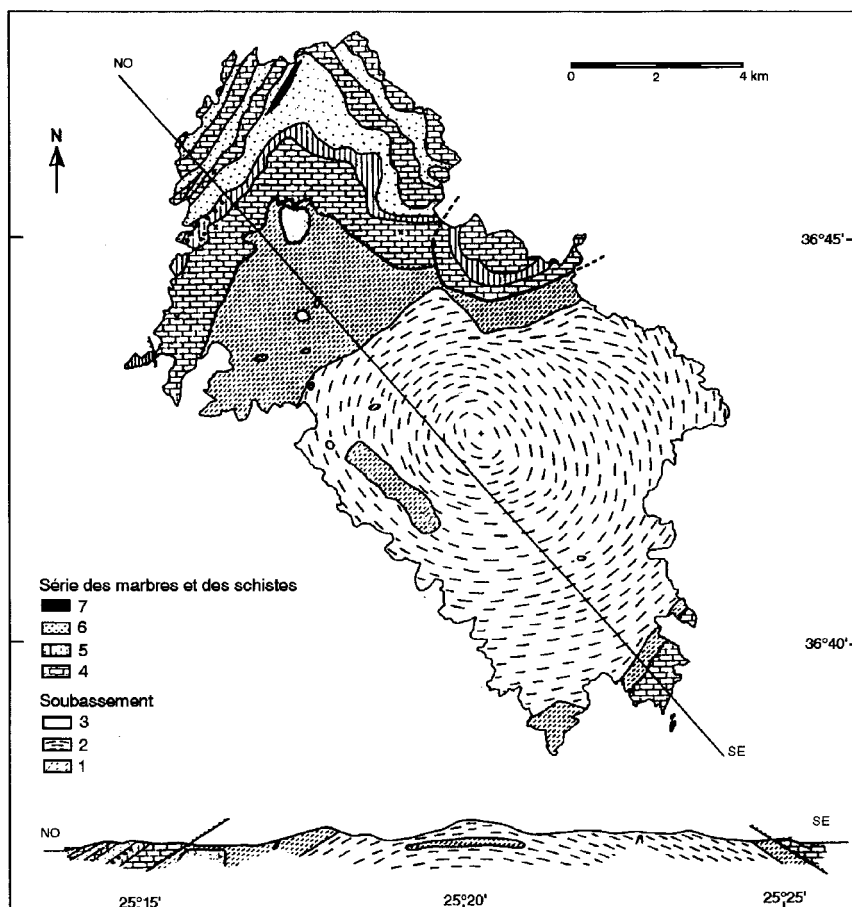 NO
0 2 4 km
N
36°45'
Série des marbres et des schistes
7
6
5
4
36°40'
Soubassement
3
2
1
SE
NO
SE
25°15'
25°20'
25°25'